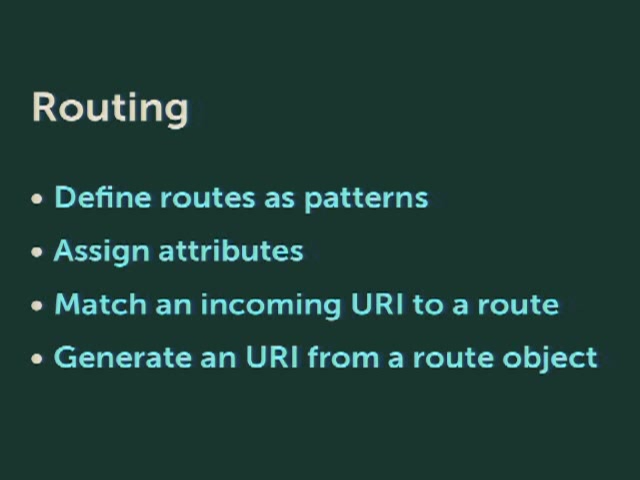 Routing
• Define routes as patterns
• Assign attributes
• Match an incoming URI to a route
• Generate an URI from a route object